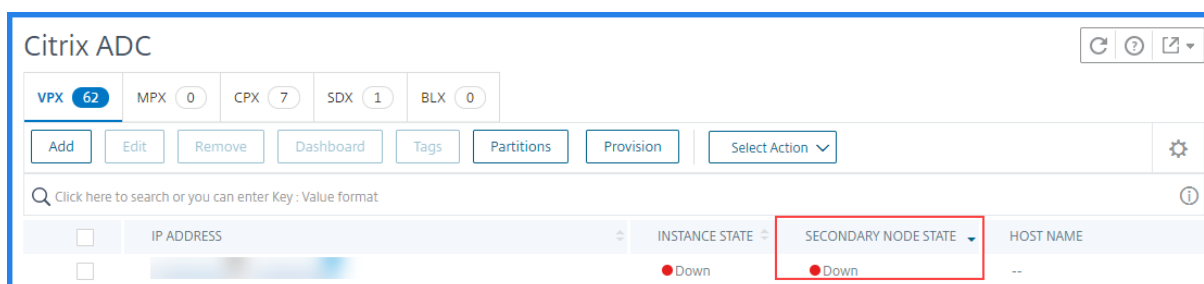 Citrix ADC
VPX 62 MPX 0 CPX 7 SDX 1 BLX 0
Add Edit Remove Dashboard Tags Partitions Provision Select Action
Click here to search or you can enter Key : Value format
IP ADDRESS INSTANCE STATE SECONDARY NODE STATE HOST NAME
Down Down --